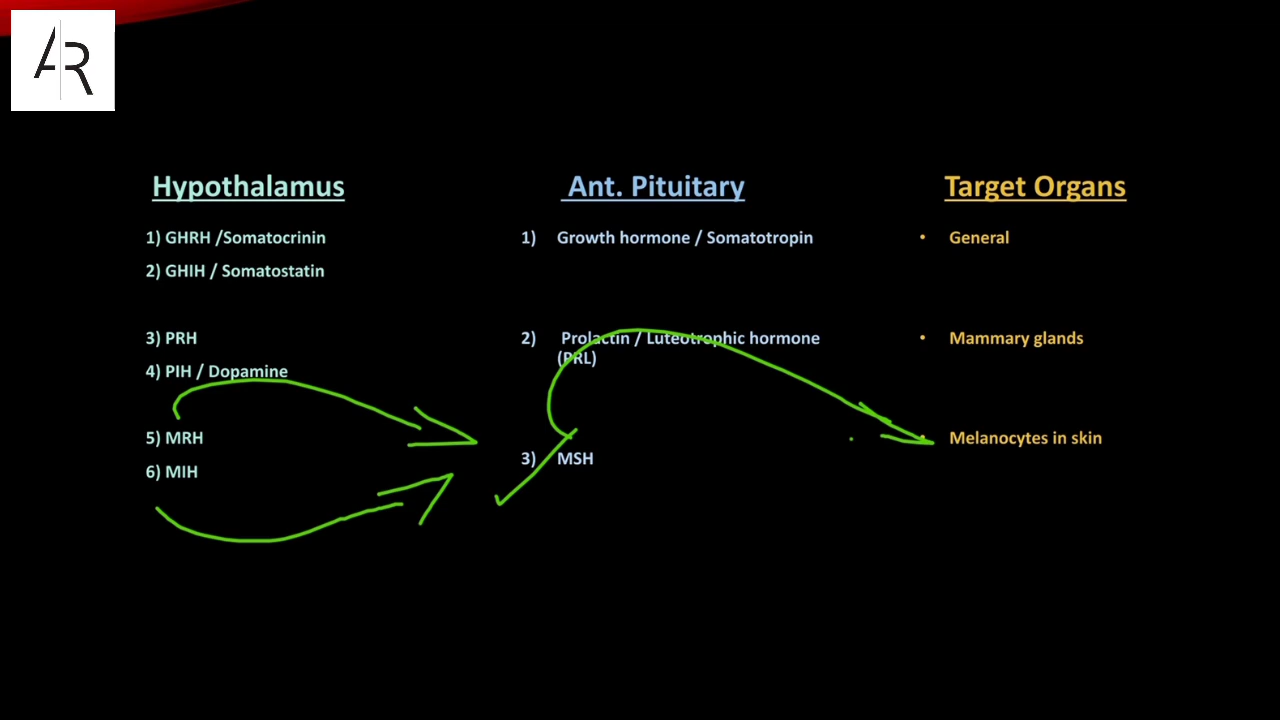 AR
Hypothalamus
Ant. Pituitary
Target Organs
1) GHRH /Somatocrinin
1) Growth hormone / Somatotropin
• General
2) GHIH / Somatostatin
3) PRH
2) Prolactin / Luteotrophic hormone
(PRL)
• Mammary glands
4) PIH / Dopamine
5) MRH
• Melanocytes in skin
6) MIH
3) MSH